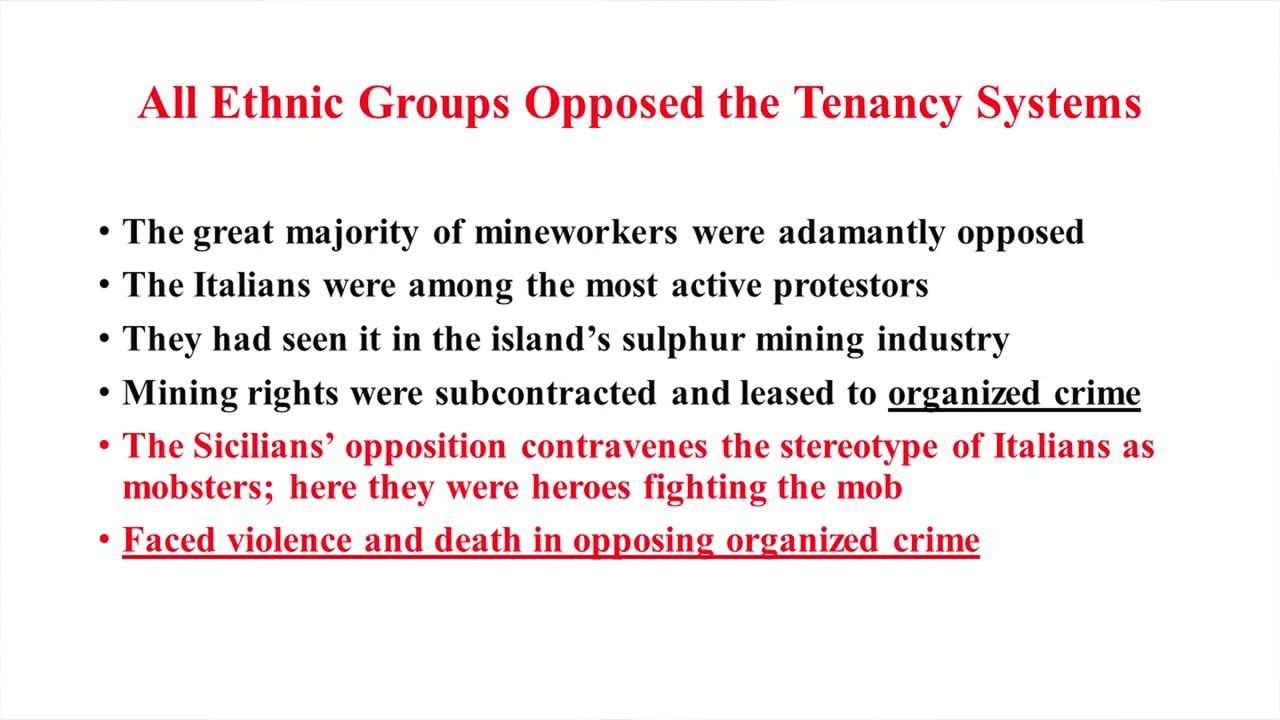 All Ethnic Groups Opposed the Tenancy Systems
• The great majority of mineworkers were adamantly opposed
• The Italians were among the most active protestors
• They had seen it in the island’s sulphur mining industry
• Mining rights were subcontracted and leased to organized crime
• The Sicilians’ opposition contravenes the stereotype of Italians as
mobsters; here they were heroes fighting the mob
• Faced violence and death in opposing organized crime